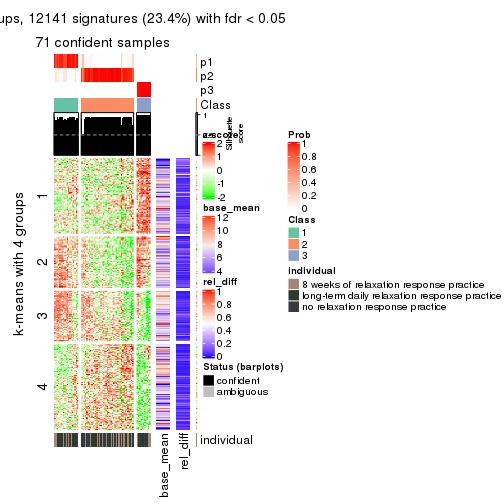 ups, 12141 signatures (23.4%) with fdr < 0.05
71 confident samples
p1
p2
p3
Class
1
Silhouette
score
z-score
2
1
0
-1
-2
base_mean
12
10
8
6
4
rel_diff
1
0.8
0.6
0.4
0.2
0
Status (barplots)
confident
ambiguous
Prob
1
0.8
0.6
0.4
0.2
0
Class
1
2
3
individual
8 weeks of relaxation response practice
long-term daily relaxation response practice
no relaxation response practice
k-means with 4 groups
1
2
3
4
individual
base_mean
rel_diff